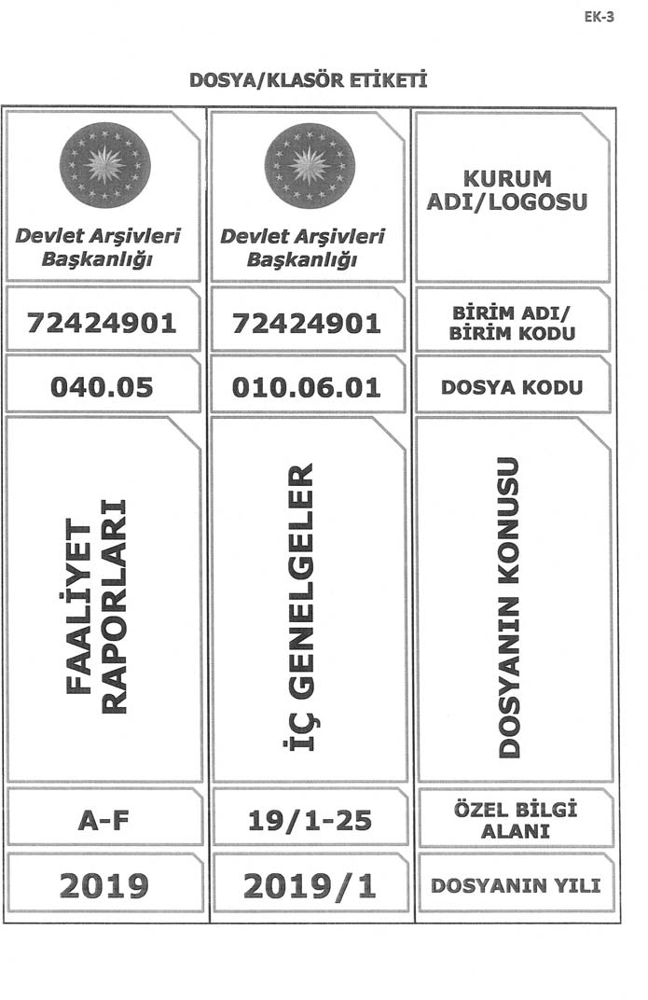 EK-3
DOSYA/KLASÖR ETİKETİ
Devlet Arşivleri
Başkanlığı
72424901
040.05
FAALİYET
RAPORLARI
A-F
2019
Devlet Arşivleri
Başkanlığı
72424901
010.06.01
İÇ GENELGELER
19/1-25
2019/1
KURUM
ADI/LOGOSU
BİRİM ADI/
BİRİM KODU
DOSYA KODU
DOSYANIN KONUSU
ÖZEL BİLGİ
ALANI
DOSYANIN YILI